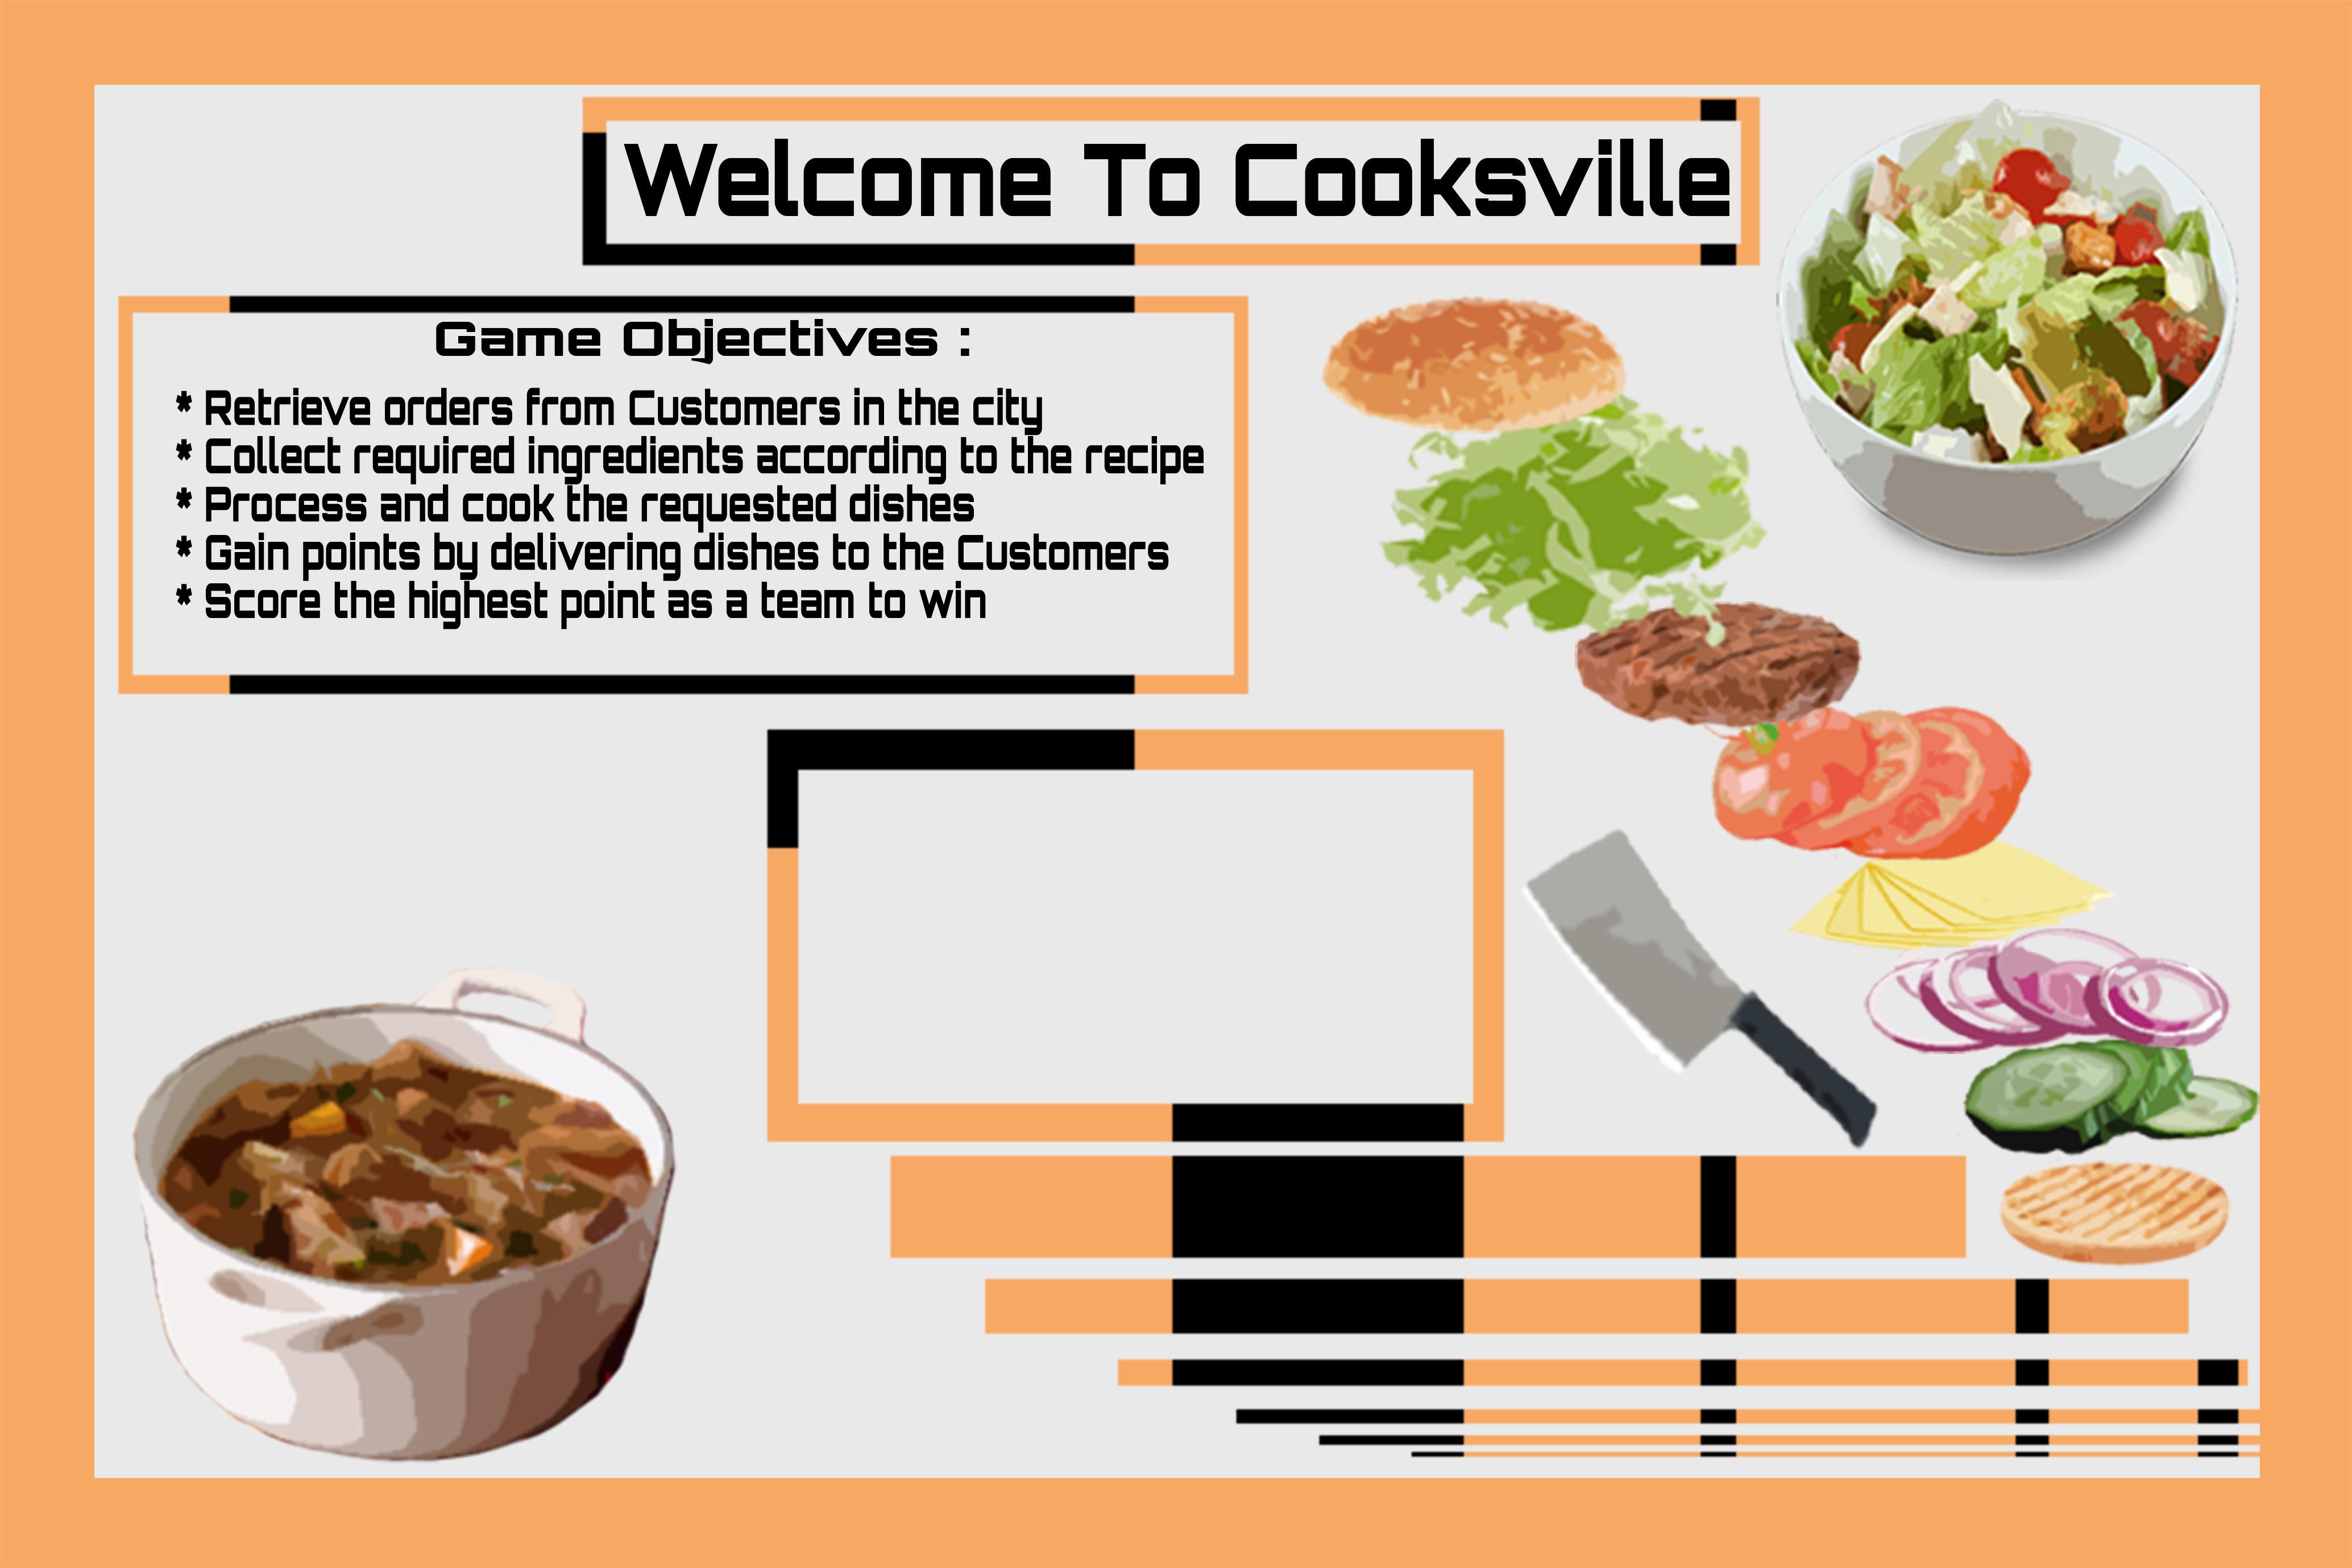 Welcome To Cooksville
Game Objectives :
* Retrieve orders from Customers in the city
* Collect required ingredients according to the recipe
* Process and cook the requested dishes
* Gain points by delivering dishes to the Customers
* Score the highest point as a team to win